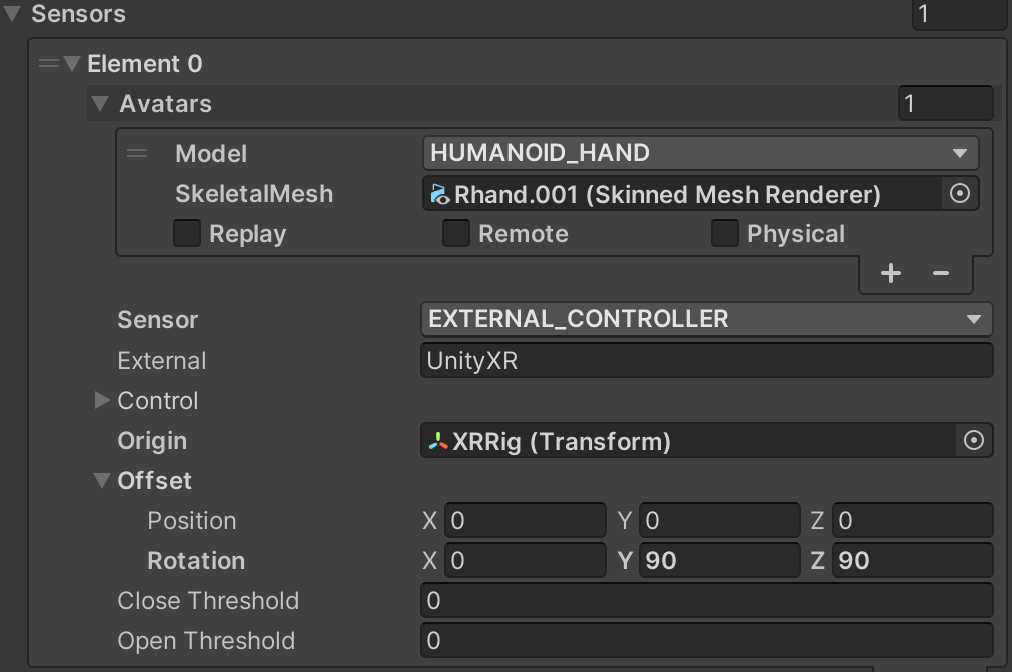 Sensors 1
Element 0
Avatars 1
Model HUMANOID_HAND
SkeletalMesh Rhand.001 (Skinned Mesh Renderer)
Replay Remote Physical
+ −
Sensor EXTERNAL_CONTROLLER
External UnityXR
Control
Origin XRRig (Transform)
Offset
Position X 0 Y 0 Z 0
Rotation X 0 Y 90 Z 90
Close Threshold 0
Open Threshold 0